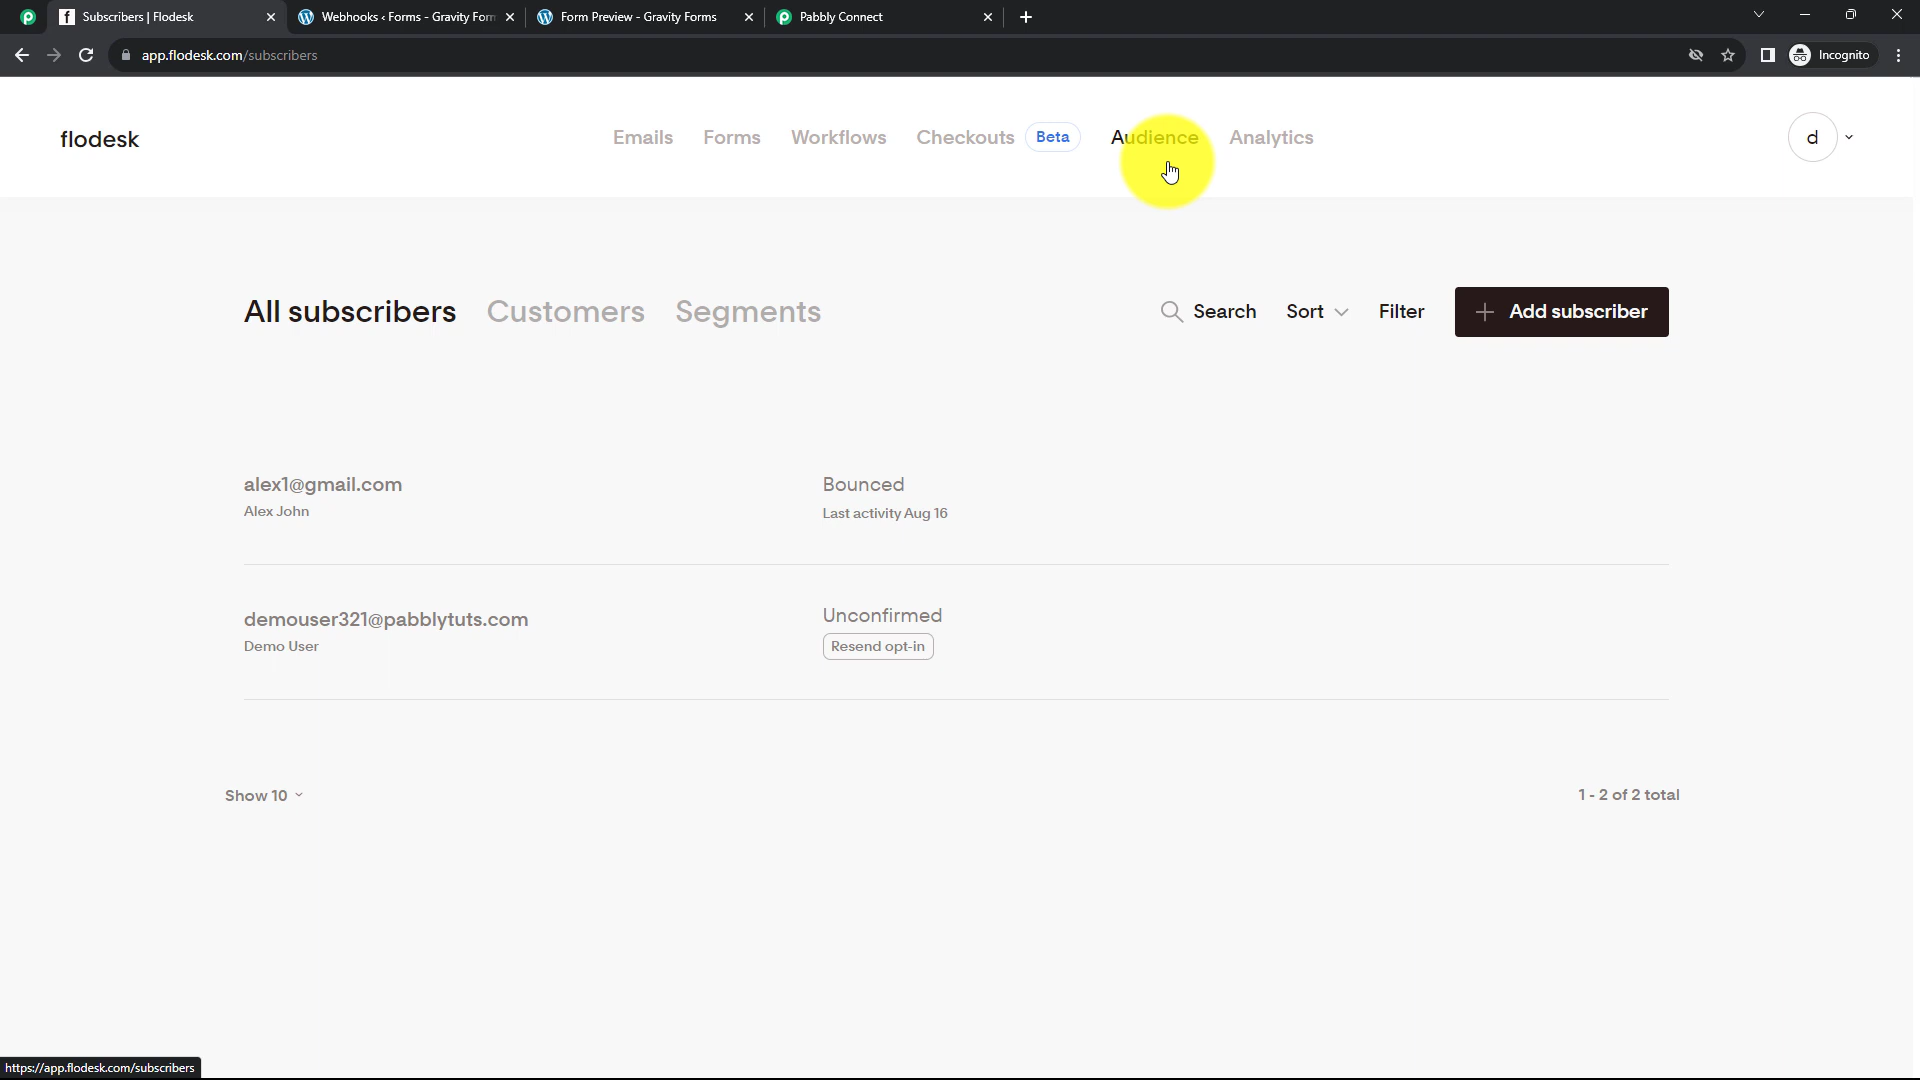 Subscribers | Flodesk
Webhooks ‹ Forms - Gravity Form
Form Preview - Gravity Forms
Pabbly Connect
app.flodesk.com/subscribers
Incognito
flodesk
Emails
Forms
Workflows
Checkouts
Beta
Audience
Analytics
d
All subscribers
Customers
Segments
Search
Sort
Filter
+ Add subscriber
alex1@gmail.com
Bounced
Alex John
Last activity Aug 16
demouser321@pabblytuts.com
Unconfirmed
Demo User
Resend opt-in
Show 10
1 - 2 of 2 total
https://app.flodesk.com/subscribers